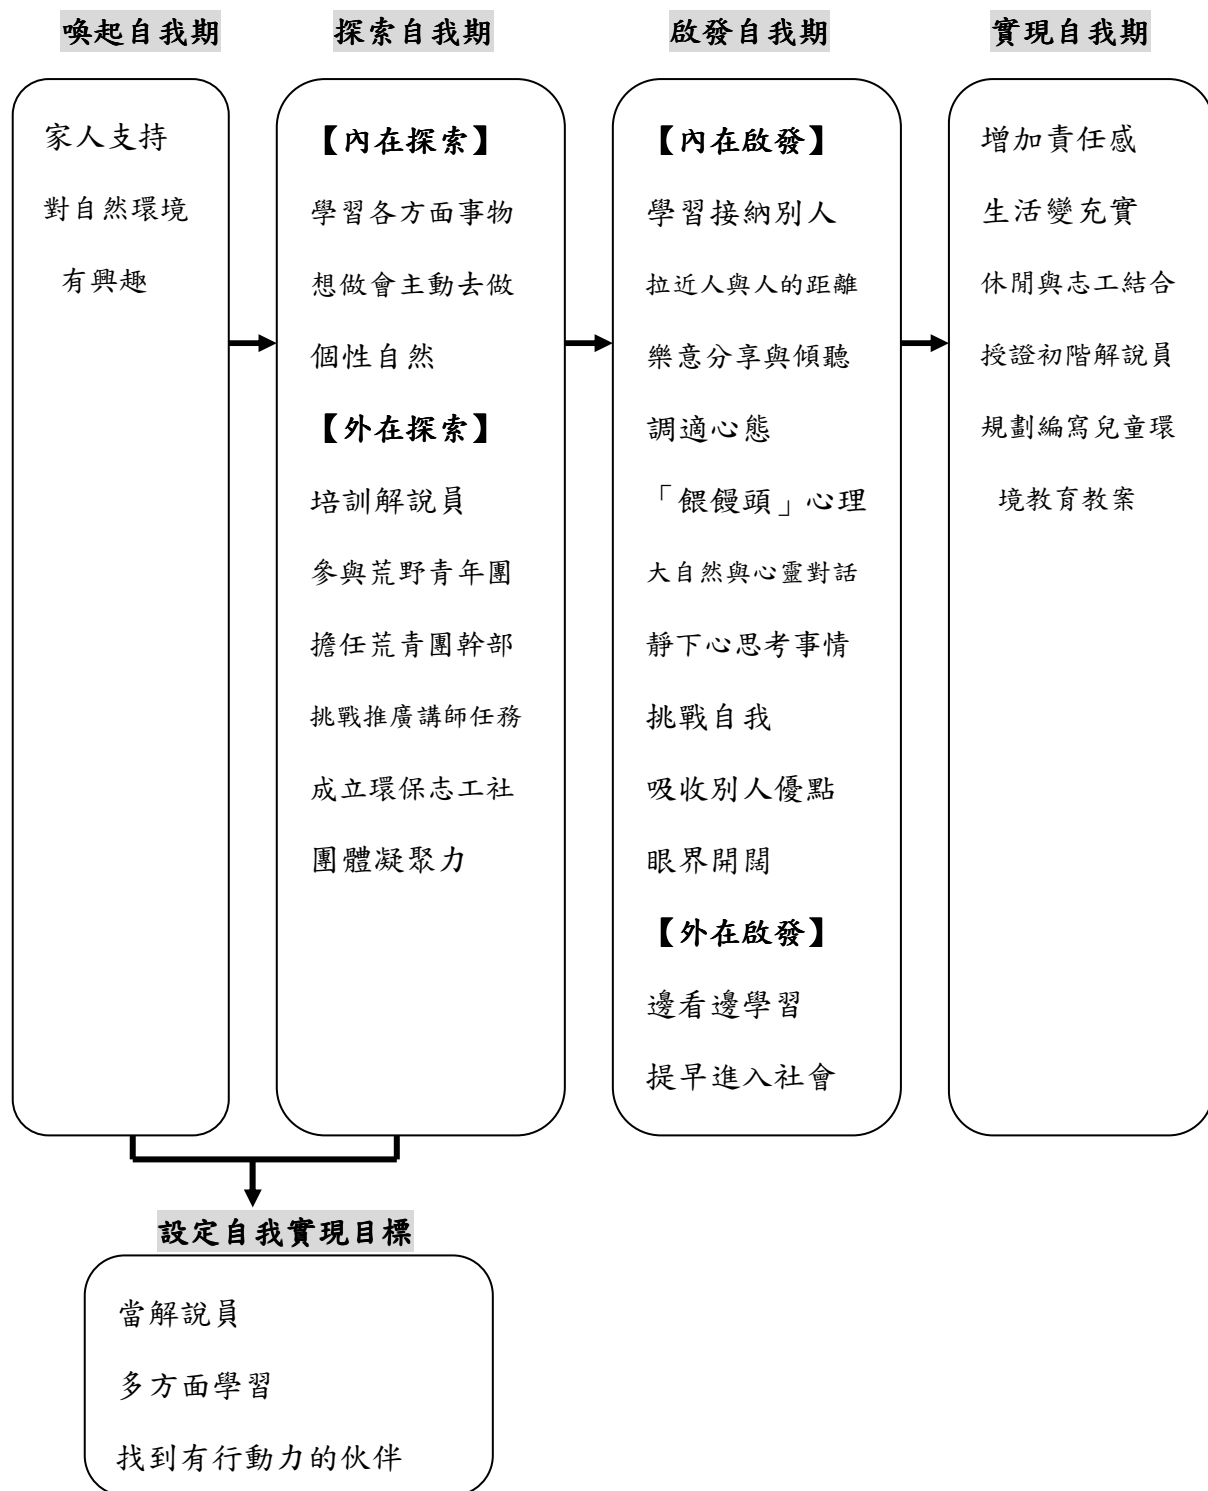 喚起自我期
家人支持
對自然環境
有興趣
探索自我期
【內在探索】
學習各方面事物
想做會主動去做
個性自然
【外在探索】
培訓解說員
參與荒野青年團
擔任荒青團幹部
挑戰推廣講師任務
成立環保志工社
團體凝聚力
啟發自我期
【內在啟發】
學習接納別人
拉近人與人的距離
樂意分享與傾聽
調適心態
「餵饅頭」心理
大自然與心靈對話
靜下心思考事情
挑戰自我
吸收別人優點
眼界開闊
【外在啟發】
邊看邊學習
提早進入社會
實現自我期
增加責任感
生活變充實
休閒與志工結合
授證初階解說員
規劃編寫兒童環
境教育教案
設定自我實現目標
當解說員
多方面學習
找到有行動力的伙伴